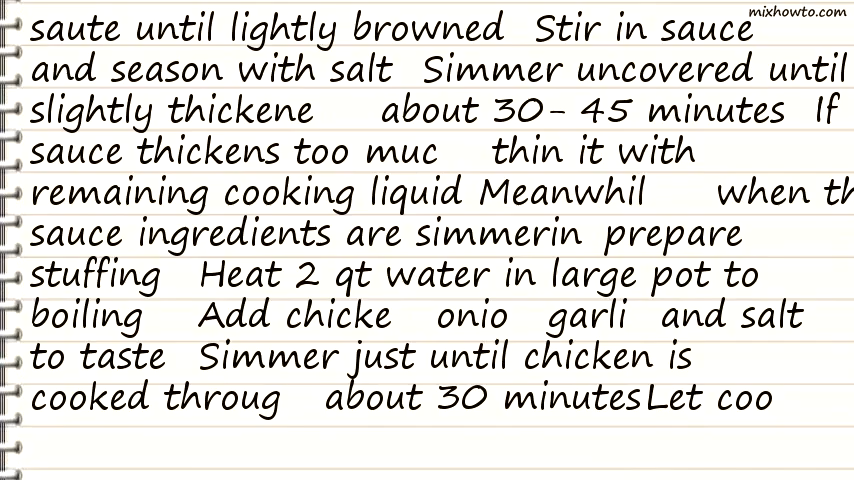 mixhowto.com
saute until lightly browned Stir in sauce
and season with salt Simmer uncovered until
slightly thickene about 30- 45 minutes If
sauce thickens too muc thin it with
remaining cooking liquid Meanwhil when th
sauce ingredients are simmerin prepare
stuffing Heat 2 qt water in large pot to
boiling Add chicke onio garli and salt
to taste Simmer just until chicken is
cooked throug about 30 minutesLet coo